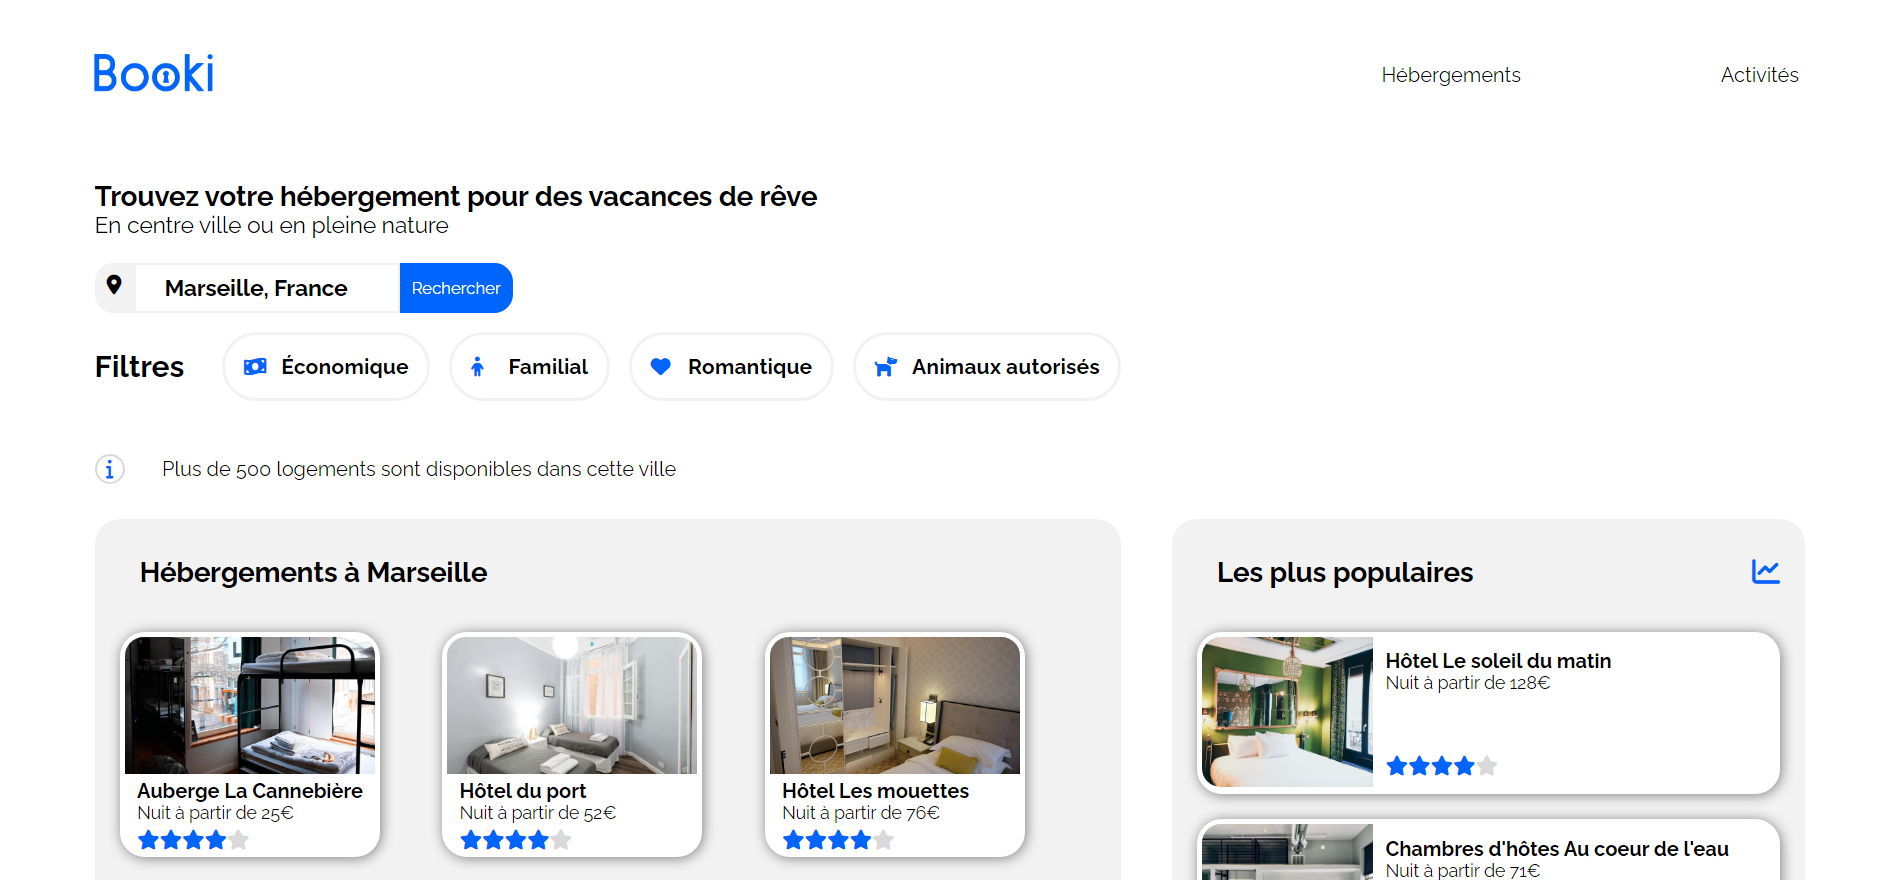 Booki
Hébergements
Activités
Trouvez votre hébergement pour des vacances de rêve
En centre ville ou en pleine nature
Marseille, France
Rechercher
Filtres
Économique
Familial
Romantique
Animaux autorisés
Plus de 500 logements sont disponibles dans cette ville
Hébergements à Marseille
Auberge La Cannebière
Nuit à partir de 25€
Hôtel du port
Nuit à partir de 52€
Hôtel Les mouettes
Nuit à partir de 76€
Les plus populaires
Hôtel Le soleil du matin
Nuit à partir de 128€
Chambres d'hôtes Au coeur de l'eau
Nuit à partir de 71€